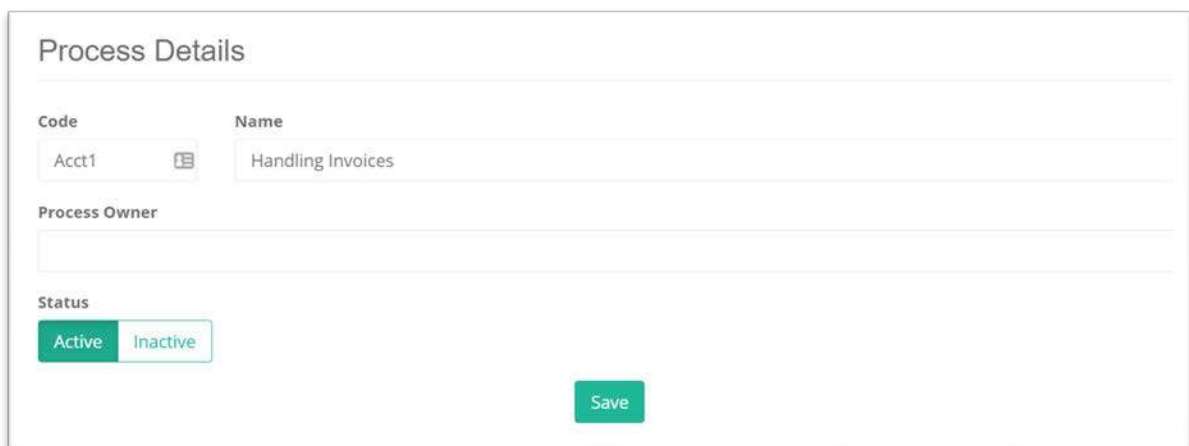 Process Details
Code Name
Acct1 Handling Invoices
Process Owner
Status
Active Inactive
Save